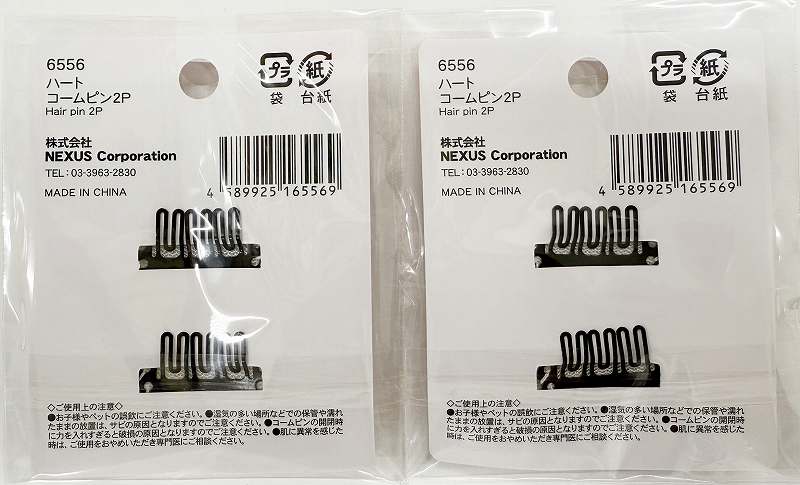 6556
ハート
コームピン2P
Hair pin 2P
プラ
紙
袋 台紙
株式会社
NEXUS Corporation
TEL:03-3963-2830
MADE IN CHINA
4 589925 165569
◇ご使用上の注意◇
●お子様やペットの誤飲にご注意ください。●湿気の多い場所などでの保管や濡れ
たままの放置は、サビの原因となりますのでご注意ください。●コームピンの開閉時
に力を入れすぎると破損の原因となりますのでご注意ください。●肌に異常を感じた
時は、ご使用をおやめいただき専門医にご相談ください。
6556
ハート
コームピン2P
Hair pin 2P
プラ
紙
袋 台紙
株式会社
NEXUS Corporation
TEL:03-3963-2830
MADE IN CHINA
4 589925 165569
◇ご使用上の注意◇
●お子様やペットの誤飲にご注意ください。●湿気の多い場所などでの保管や濡れ
たままの放置は、サビの原因となりますのでご注意ください。●コームピンの開閉時
に力を入れすぎると破損の原因となりますのでご注意ください。●肌に異常を感じた
時は、ご使用をおやめいただき専門医にご相談ください。